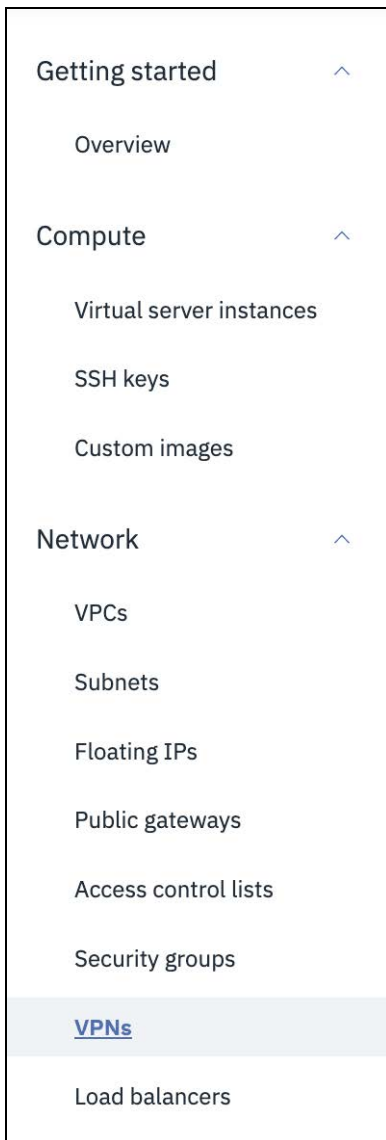 Getting started
Overview
Compute
Virtual server instances
SSH keys
Custom images
Network
VPCs
Subnets
Floating IPs
Public gateways
Access control lists
Security groups
VPNs
Load balancers